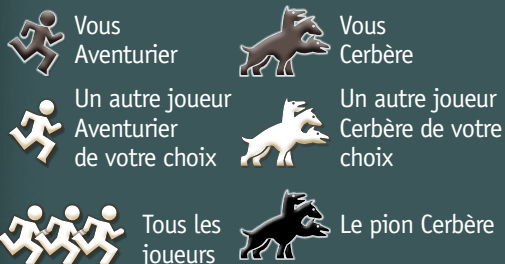 Vous
Aventurier
Vous
Cerbère
Un autre joueur
Aventurier
de votre choix
Un autre joueur
Cerbère de votre
choix
Tous les
joueurs
Le pion Cerbère